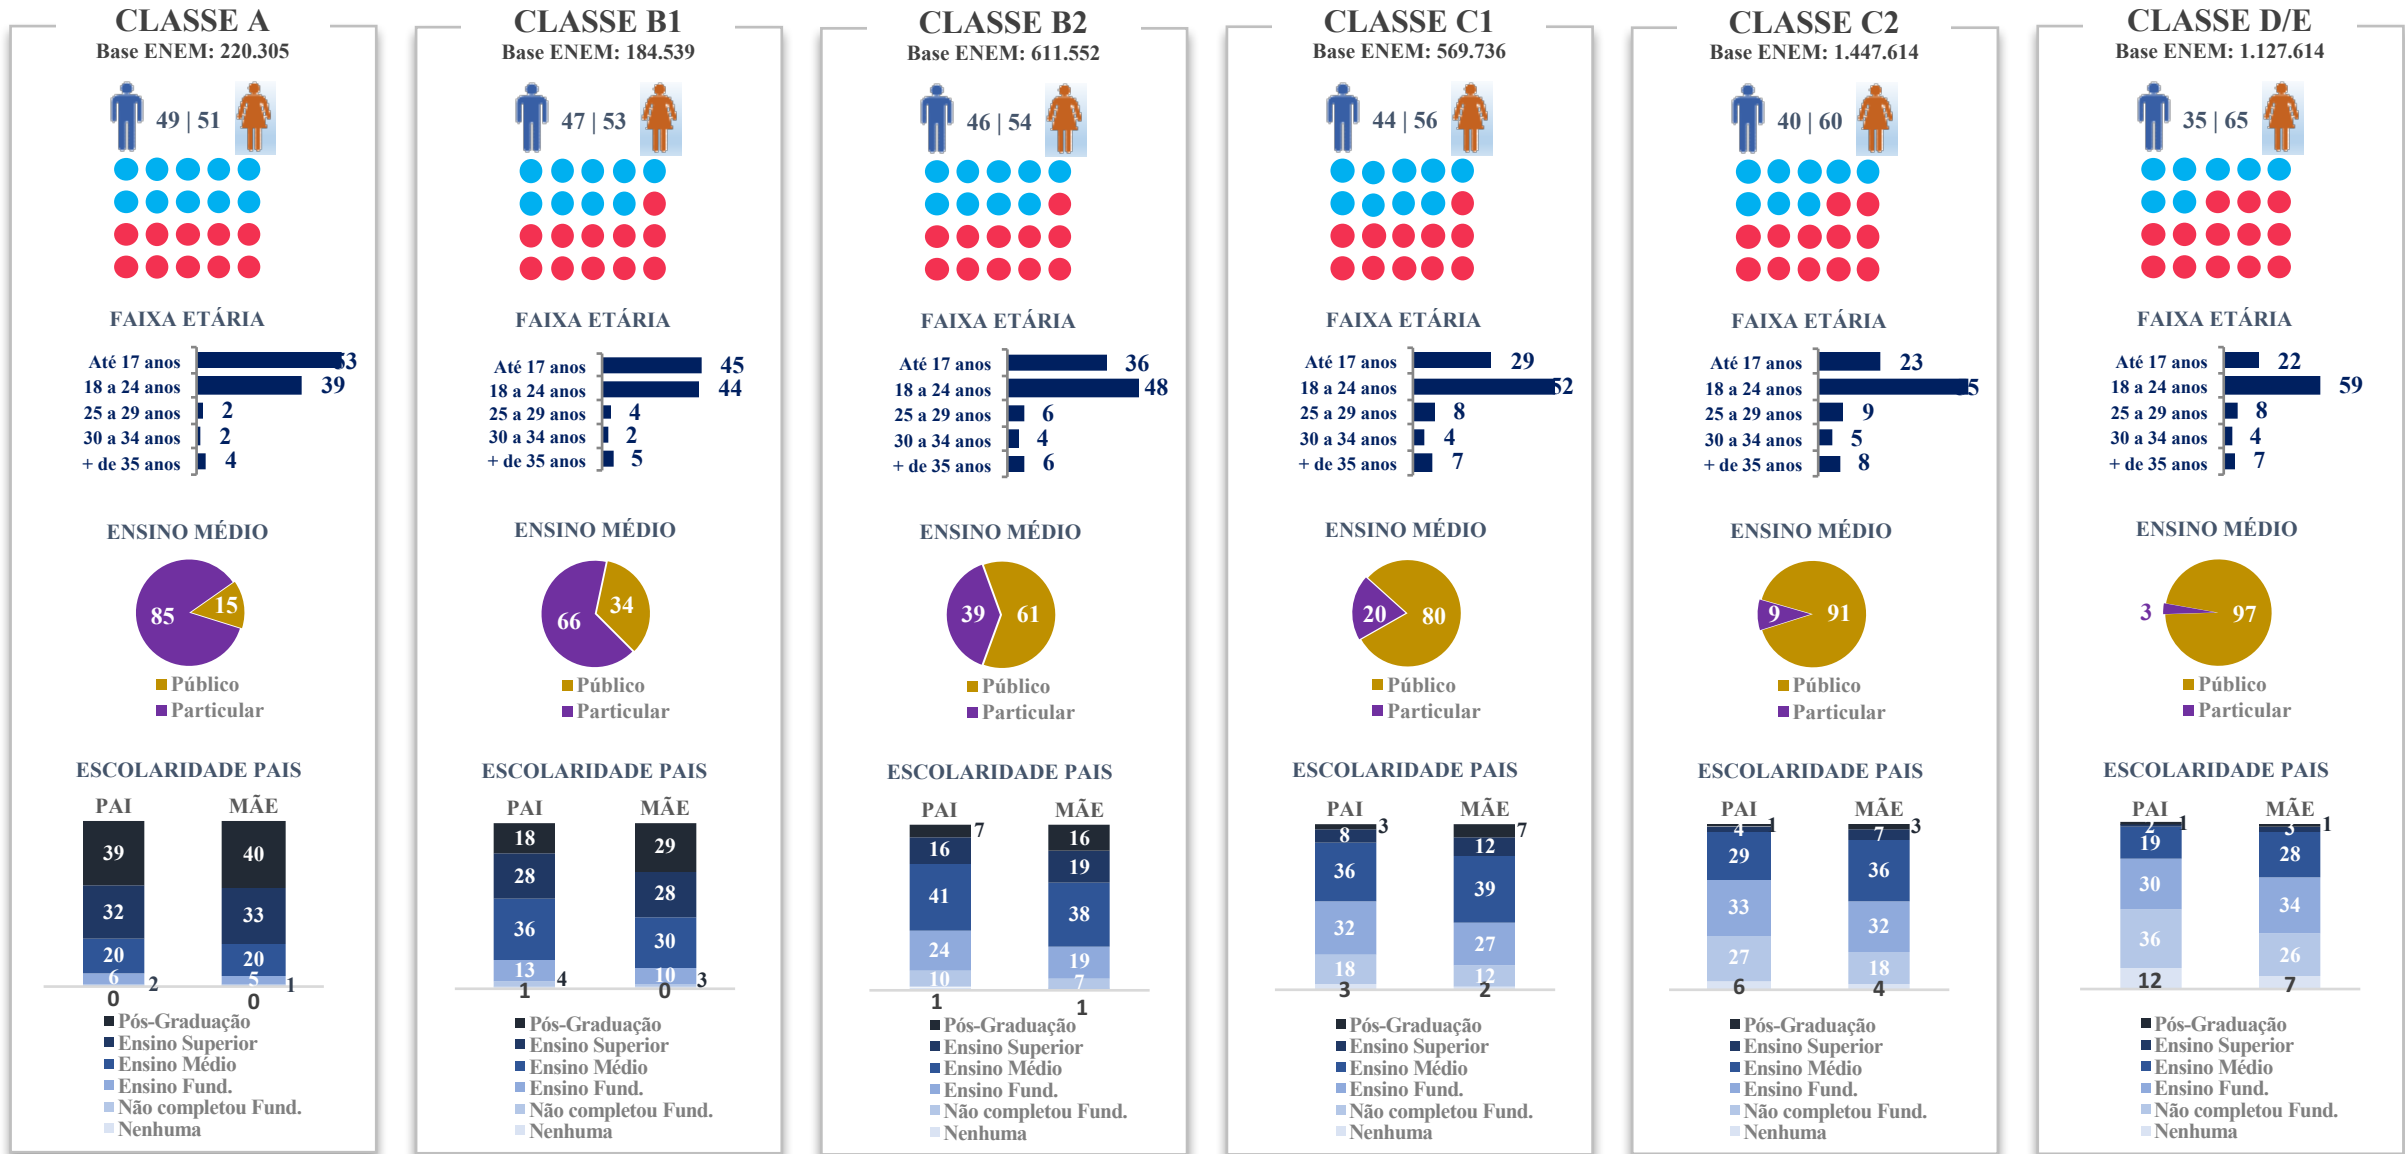 CLASSE A
Base ENEM: 220.305
49 | 51
FAIXA ETÁRIA
Até 17 anos 53
18 a 24 anos 39
25 a 29 anos 2
30 a 34 anos 2
+ de 35 anos 4
ENSINO MÉDIO
85 15
Público
Particular
ESCOLARIDADE PAIS
PAI MÃE
39 40
32 33
20 20
6 5
2 1
0 0
Pós-Graduação
Ensino Superior
Ensino Médio
Ensino Fund.
Não completou Fund.
Nenhuma
CLASSE B1
Base ENEM: 184.539
47 | 53
FAIXA ETÁRIA
Até 17 anos 45
18 a 24 anos 44
25 a 29 anos 4
30 a 34 anos 2
+ de 35 anos 5
ENSINO MÉDIO
66 34
Público
Particular
ESCOLARIDADE PAIS
PAI MÃE
18 29
28 28
36 30
13 10
4 3
1 0
Pós-Graduação
Ensino Superior
Ensino Médio
Ensino Fund.
Não completou Fund.
Nenhuma
CLASSE B2
Base ENEM: 611.552
46 | 54
FAIXA ETÁRIA
Até 17 anos 36
18 a 24 anos 48
25 a 29 anos 6
30 a 34 anos 4
+ de 35 anos 6
ENSINO MÉDIO
39 61
Público
Particular
ESCOLARIDADE PAIS
PAI MÃE
7 16
16 19
41 38
24 19
10 7
1 1
Pós-Graduação
Ensino Superior
Ensino Médio
Ensino Fund.
Não completou Fund.
Nenhuma
CLASSE C1
Base ENEM: 569.736
44 | 56
FAIXA ETÁRIA
Até 17 anos 29
18 a 24 anos 52
25 a 29 anos 8
30 a 34 anos 4
+ de 35 anos 7
ENSINO MÉDIO
20 80
Público
Particular
ESCOLARIDADE PAIS
PAI MÃE
3 7
8 12
36 39
32 27
18 12
3 2
Pós-Graduação
Ensino Superior
Ensino Médio
Ensino Fund.
Não completou Fund.
Nenhuma
CLASSE C2
Base ENEM: 1.447.614
40 | 60
FAIXA ETÁRIA
Até 17 anos 23
18 a 24 anos 55
25 a 29 anos 9
30 a 34 anos 5
+ de 35 anos 8
ENSINO MÉDIO
9 91
Público
Particular
ESCOLARIDADE PAIS
PAI MÃE
1 3
4 7
29 36
33 32
27 18
6 4
Pós-Graduação
Ensino Superior
Ensino Médio
Ensino Fund.
Não completou Fund.
Nenhuma
CLASSE D/E
Base ENEM: 1.127.614
35 | 65
FAIXA ETÁRIA
Até 17 anos 22
18 a 24 anos 59
25 a 29 anos 8
30 a 34 anos 4
+ de 35 anos 7
ENSINO MÉDIO
3 97
Público
Particular
ESCOLARIDADE PAIS
PAI MÃE
1 1
2 3
19 28
30 34
36 26
12 7
Pós-Graduação
Ensino Superior
Ensino Médio
Ensino Fund.
Não completou Fund.
Nenhuma